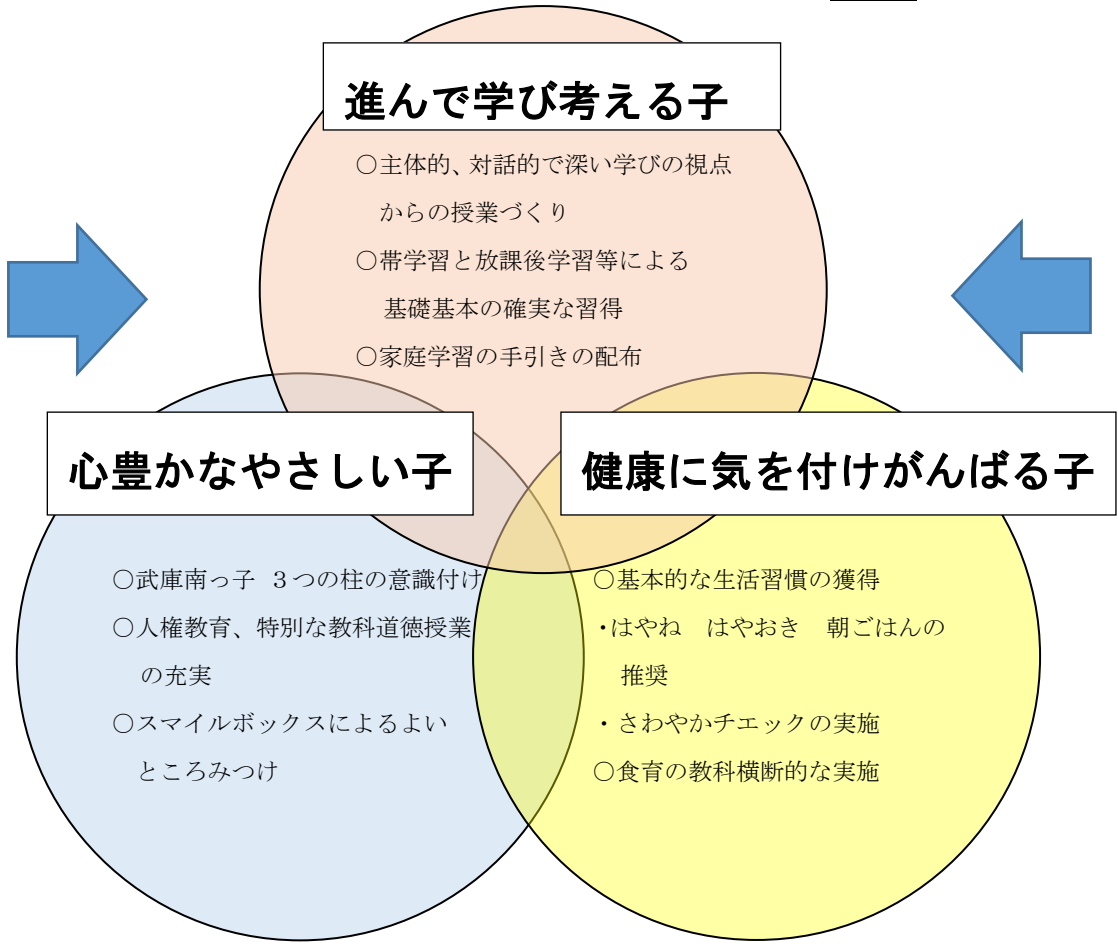 進んで学び考える子
○主体的、対話的で深い学びの視点
からの授業づくり
○帯学習と放課後学習等による
基礎基本の確実な習得
○家庭学習の手引きの配布
心豊かなやさしい子
○武庫南っ子 3つの柱の意識付け
○人権教育、特別な教科道徳授業
の充実
○スマイルボックスによるよい
ところみつけ
健康に気を付けがんばる子
○基本的な生活習慣の獲得
・はやね はやおき 朝ごはんの
推奨
・さわやかチエックの実施
○食育の教科横断的な実施